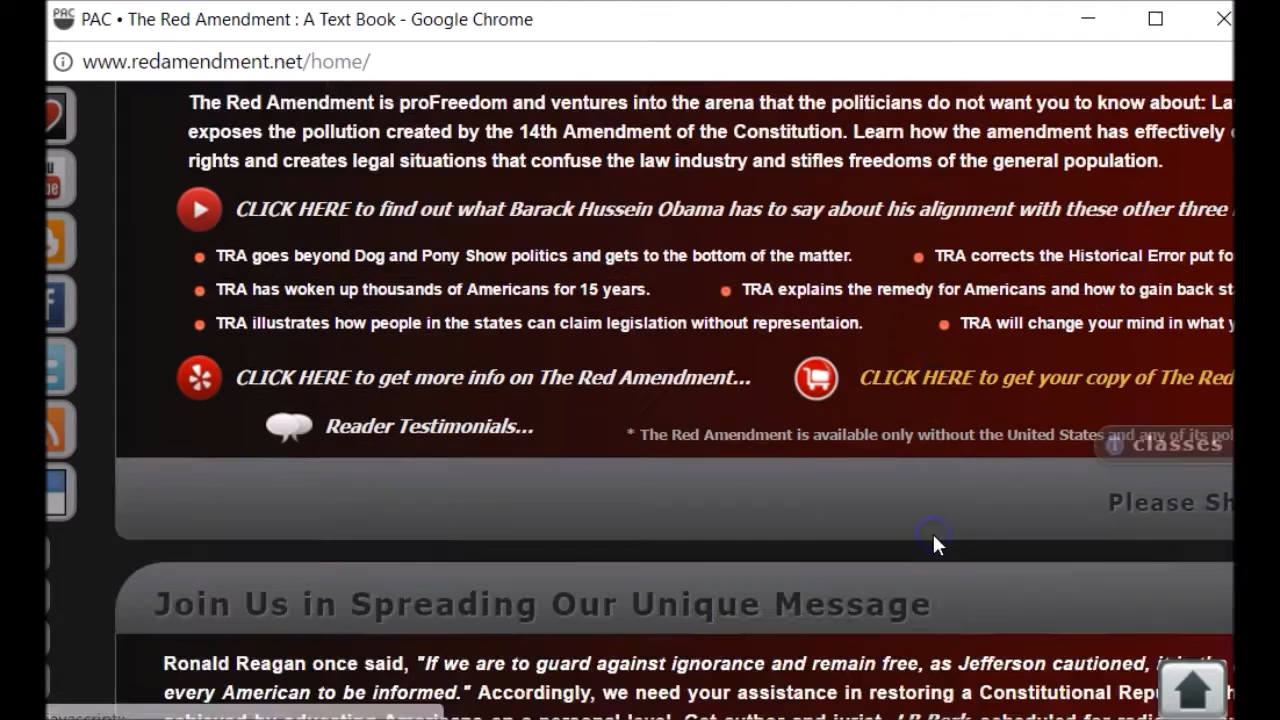 PAC • The Red Amendment : A Text Book - Google Chrome
www.redamendment.net/home/
The Red Amendment is proFreedom and ventures into the arena that the politicians do not want you to know about: La
exposes the pollution created by the 14th Amendment of the Constitution. Learn how the amendment has effectively
rights and creates legal situations that confuse the law industry and stifles freedoms of the general population.
CLICK HERE to find out what Barack Hussein Obama has to say about his alignment with these other three
TRA goes beyond Dog and Pony Show politics and gets to the bottom of the matter. TRA corrects the Historical Error put fo
TRA has woken up thousands of Americans for 15 years. TRA explains the remedy for Americans and how to gain back st
TRA illustrates how people in the states can claim legislation without representaion. TRA will change your mind in what y
CLICK HERE to get more info on The Red Amendment... CLICK HERE to get your copy of The Red
Reader Testimonials... * The Red Amendment is available only without the United States and any of its pol
classes
Please Sh
Join Us in Spreading Our Unique Message
Ronald Reagan once said, "If we are to guard against ignorance and remain free, as Jefferson cautioned, it is the
every American to be informed." Accordingly, we need your assistance in restoring a Constitutional Rep